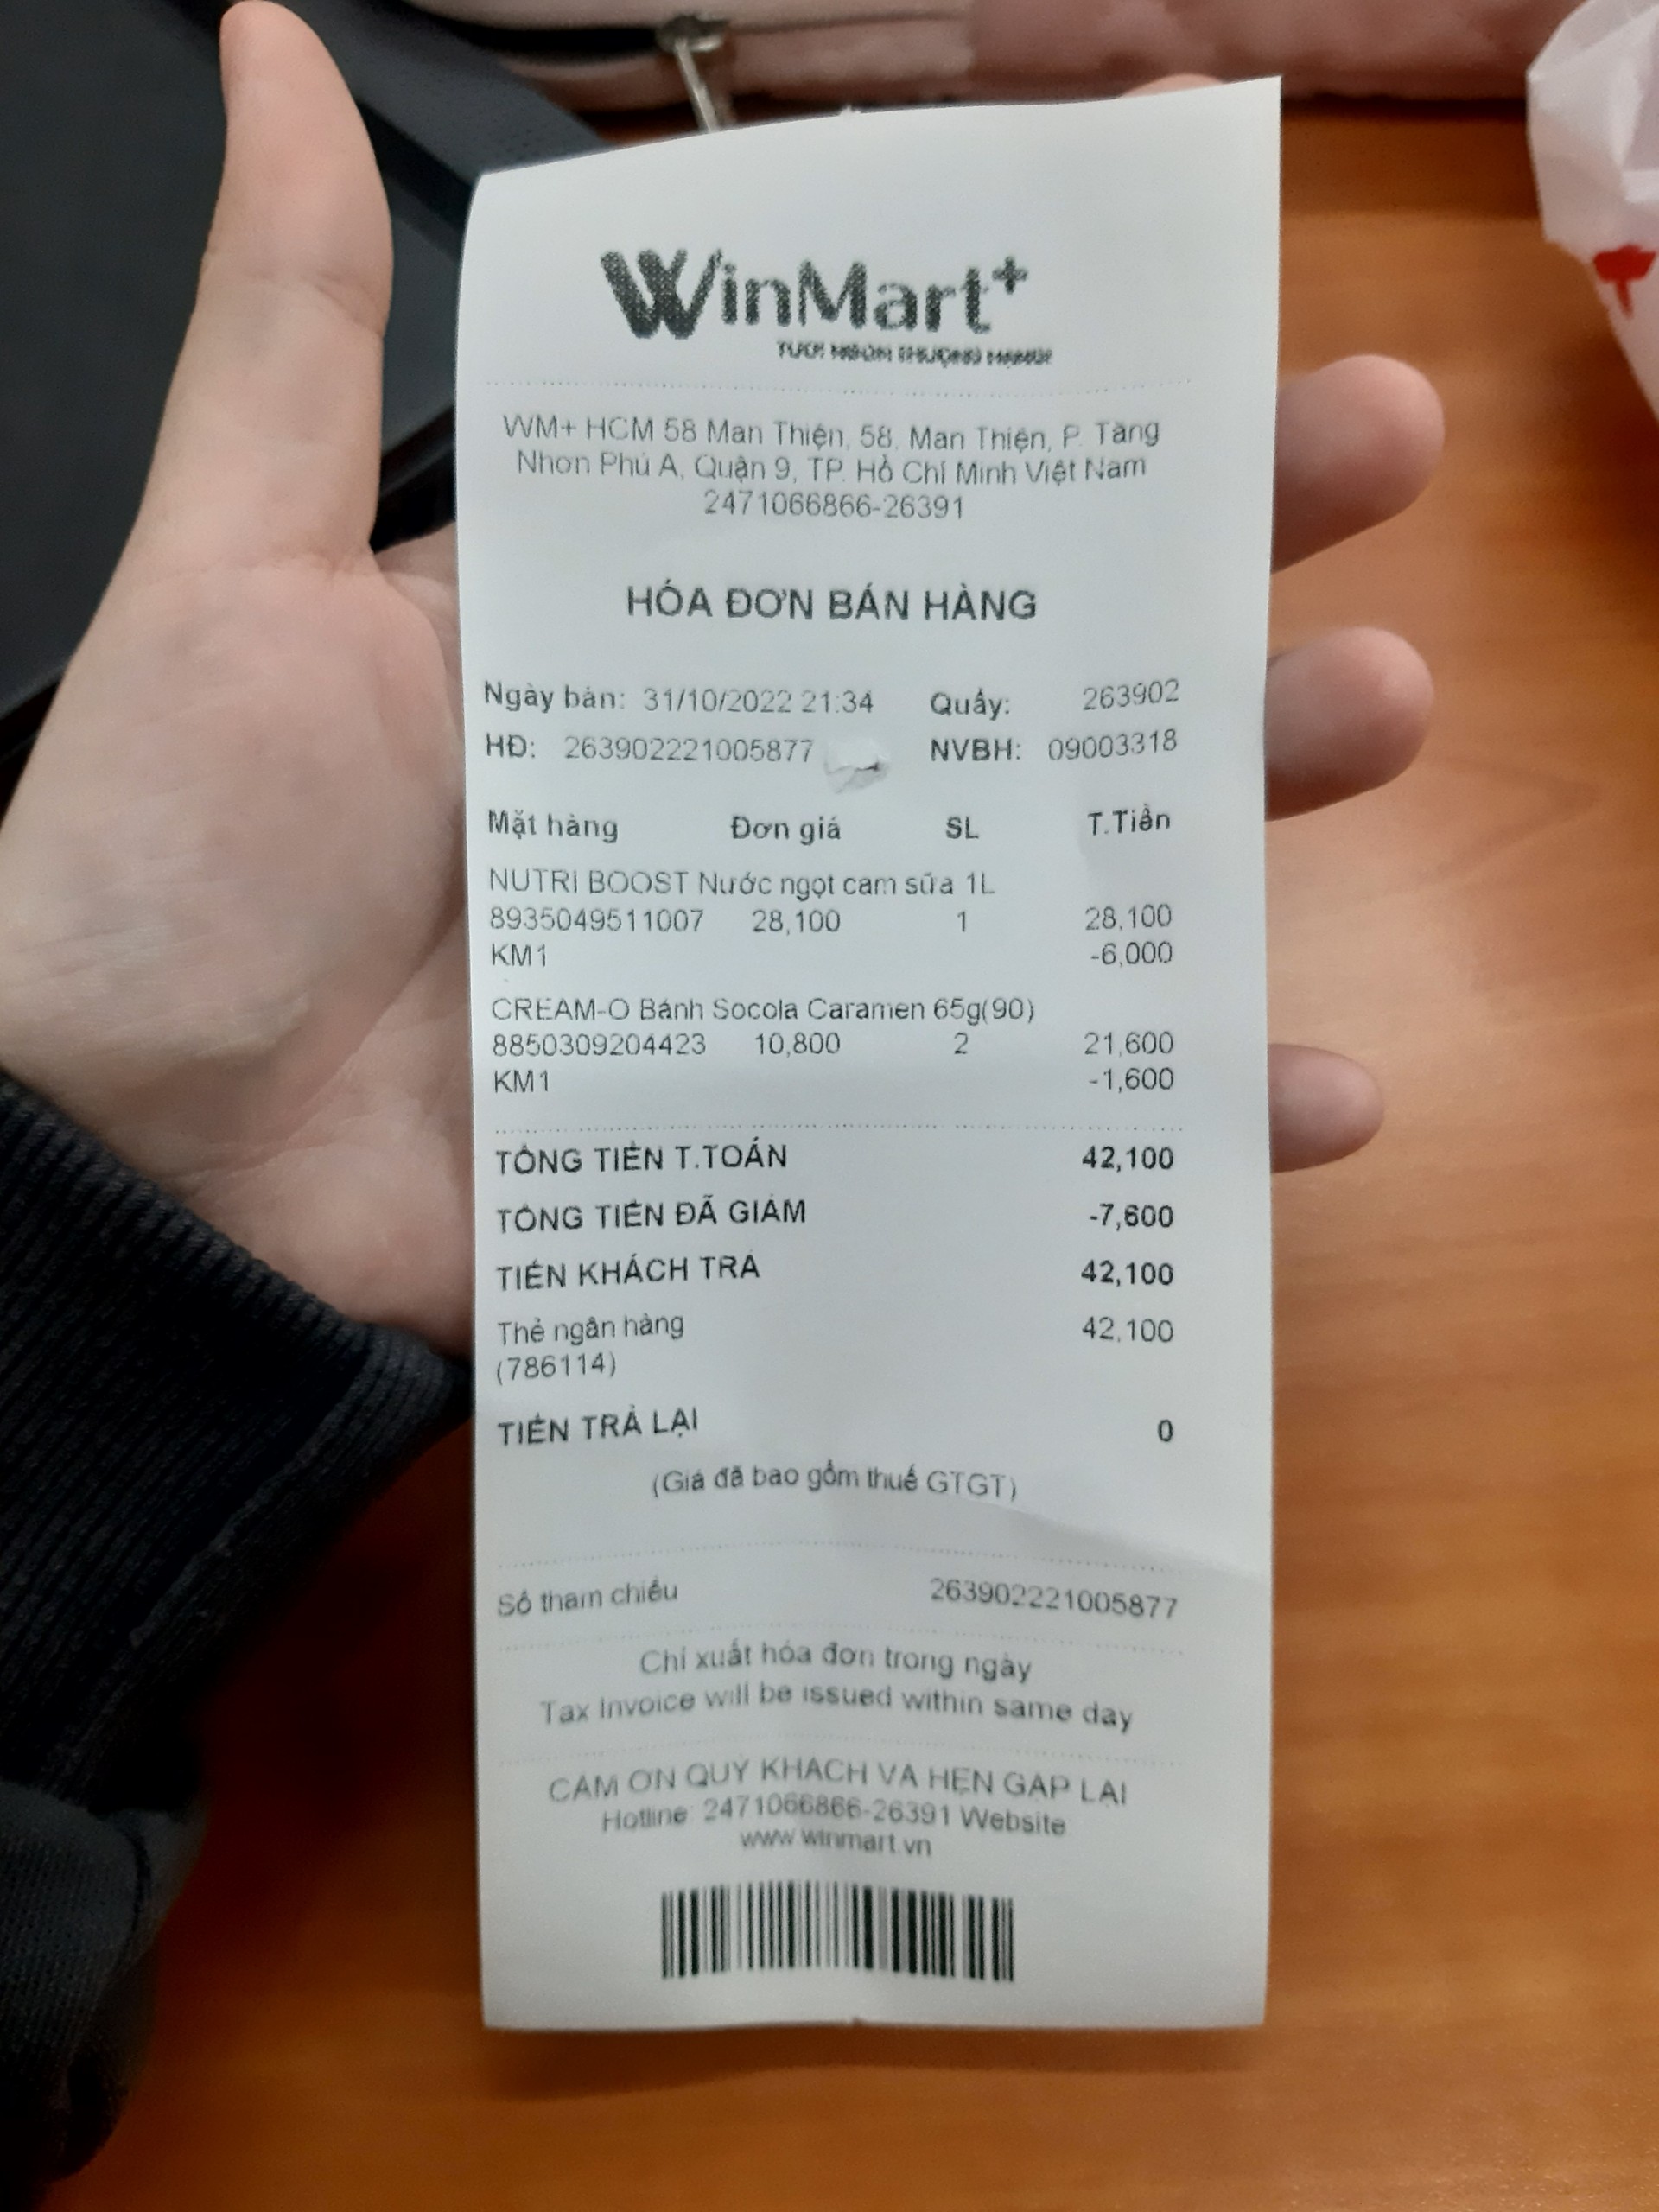 WinMart+
TƯƠI NGON THƯỢNG HẠNG!
WM+ HCM 58 Man Thiện, 58, Man Thiện, P. Tăng
Nhơn Phú A, Quận 9, TP. Hồ Chí Minh Việt Nam
2471066866-26391
HÓA ĐƠN BÁN HÀNG
Ngày bán: 31/10/2022 21:34 Quầy: 263902
HĐ: 263902221005877 NVBH: 09003318
Mặt hàng Đơn giá SL T.Tiền
NUTRI BOOST Nước ngọt cam sữa 1L
8935049511007 28,100 1 28,100
KM1 -6,000
CREAM-O Bánh Socola Caramen 65g(90)
8850309204423 10,800 2 21,600
KM1 -1,600
TỔNG TIỀN T.TOÁN 42,100
TỔNG TIỀN ĐÃ GIẢM -7,600
TIỀN KHÁCH TRẢ 42,100
Thẻ ngân hàng 42,100
(786114)
TIỀN TRẢ LẠI 0
(Giá đã bao gồm thuế GTGT)
Số tham chiếu 263902221005877
Chỉ xuất hóa đơn trong ngày
Tax Invoice will be issued within same day
CẢM ƠN QUÝ KHÁCH VÀ HẸN GẶP LẠI
Hotline: 2471066866-26391 Website
www.winmart.vn